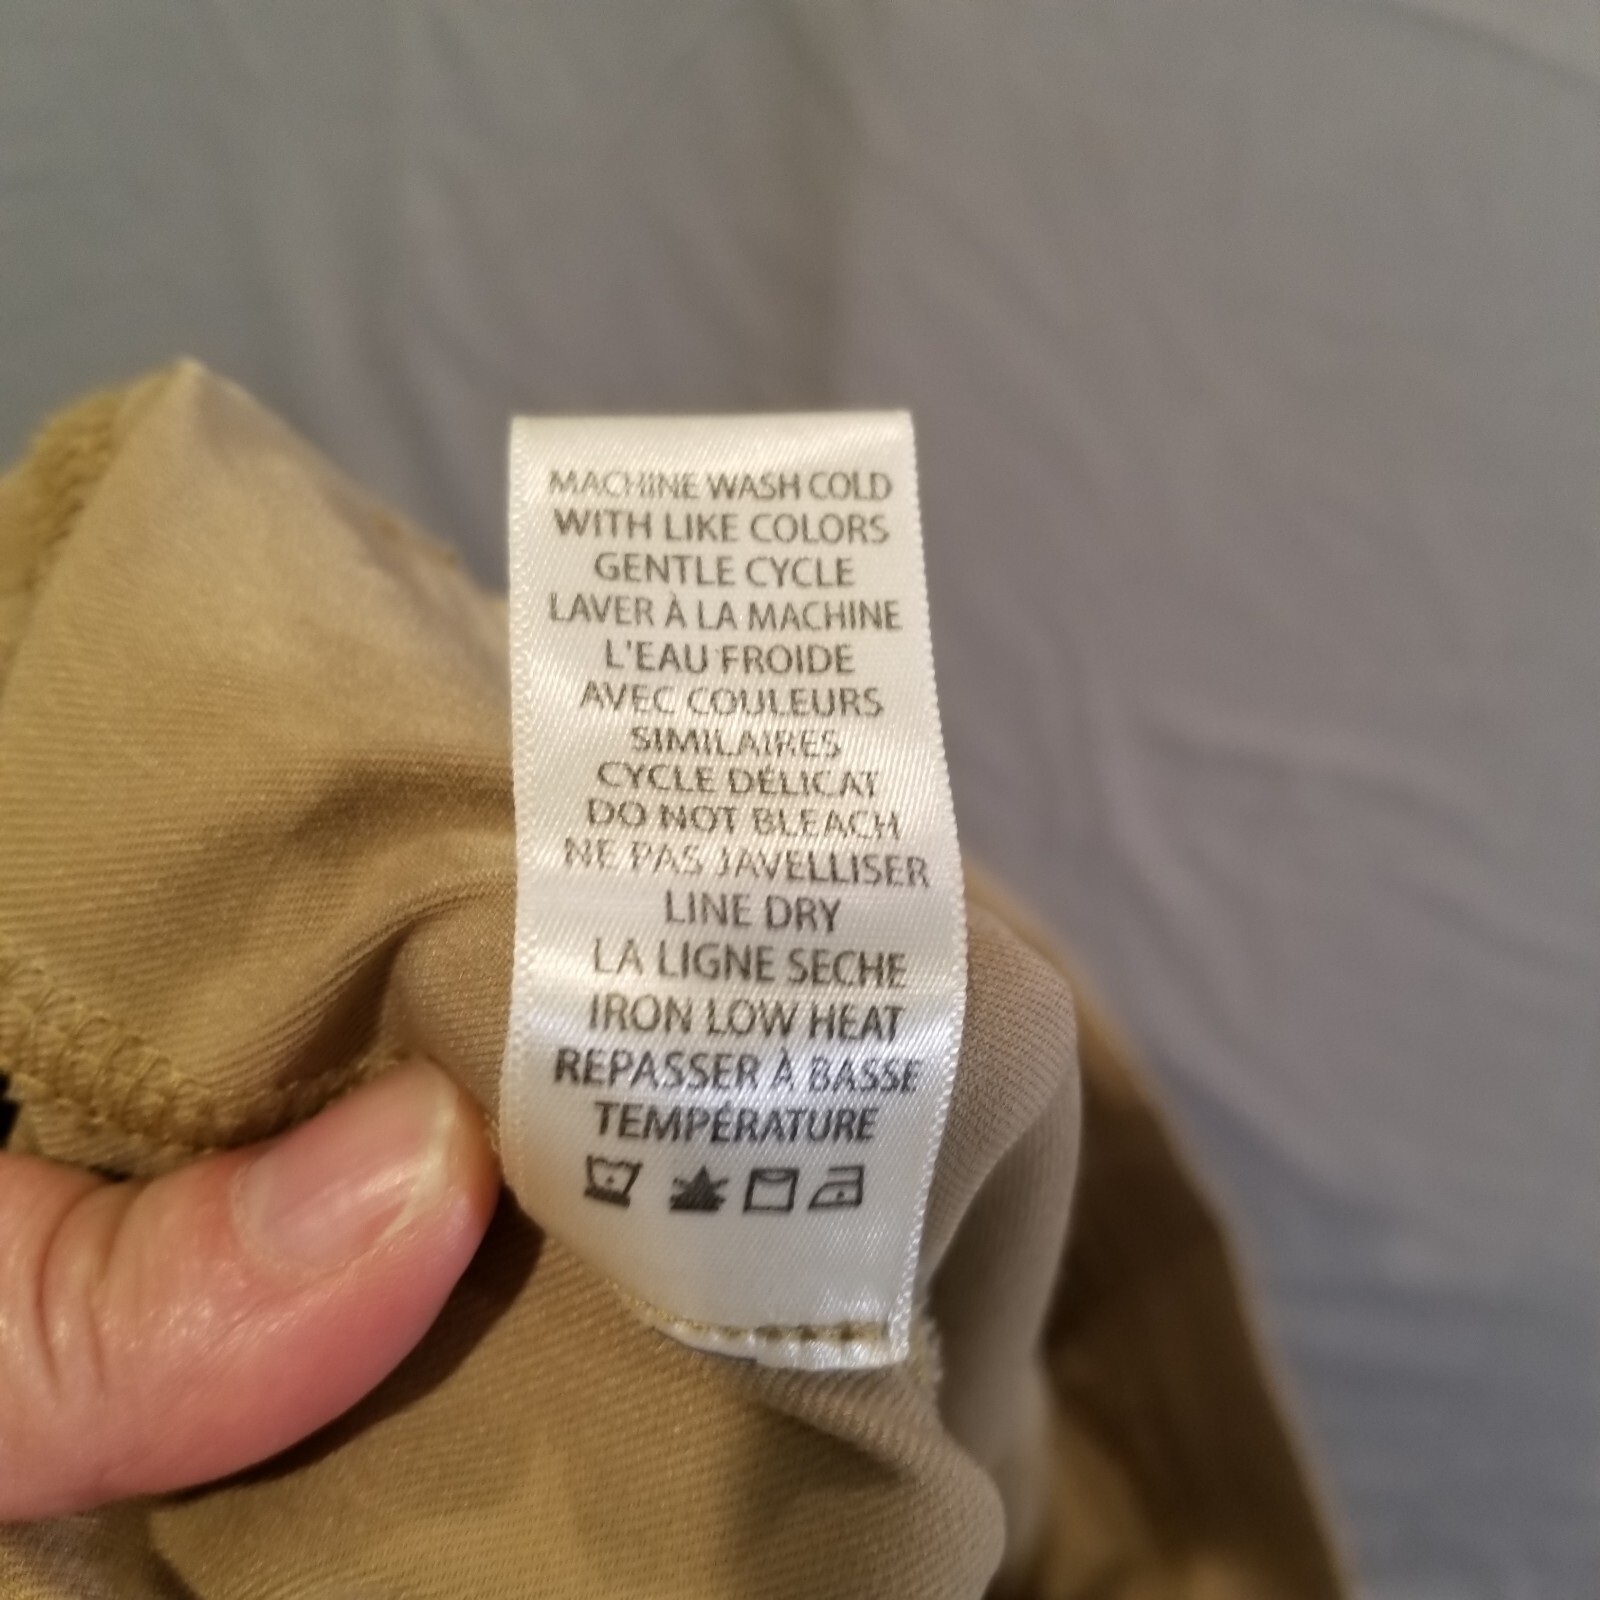 MACHINE WASH COLD
WITH LIKE COLORS
GENTLE CYCLE
LAVER À LA MACHINE
L'EAU FROIDE
AVEC COULEURS
SIMILAIRES
CYCLE DÉLICAT
DO NOT BLEACH
NE PAS JAVELLISER
LINE DRY
LA LIGNE SECHE
IRON LOW HEAT
REPASSER À BASSE
TEMPÉRATURE